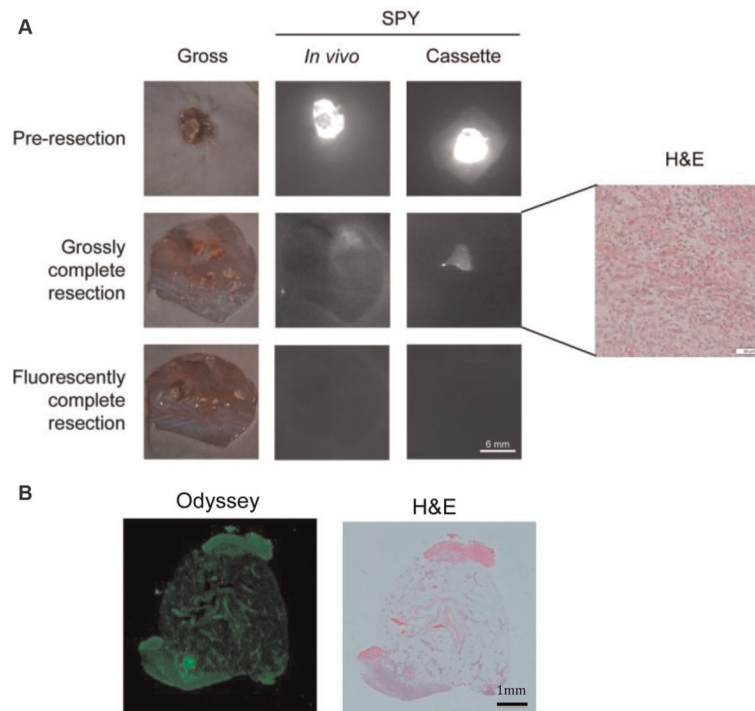 A
SPY
Gross
In vivo
Cassette
Pre-resection
H&E
Grossly
complete
resection
Fluorescently
complete
resection
6 mm
B
Odyssey
H&E
1mm